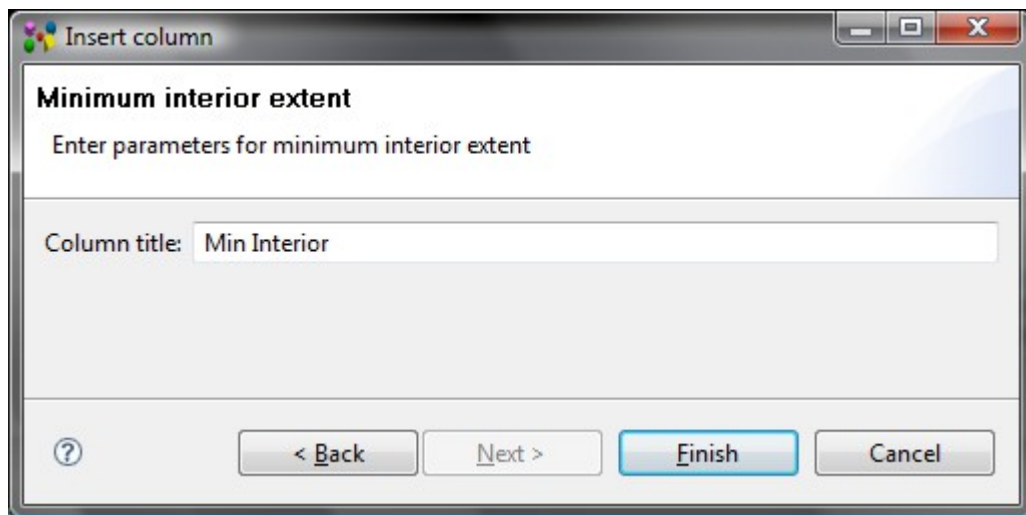 Insert column
Minimum interior extent
Enter parameters for minimum interior extent
Column title: Min Interior
? < Back Next > Finish Cancel